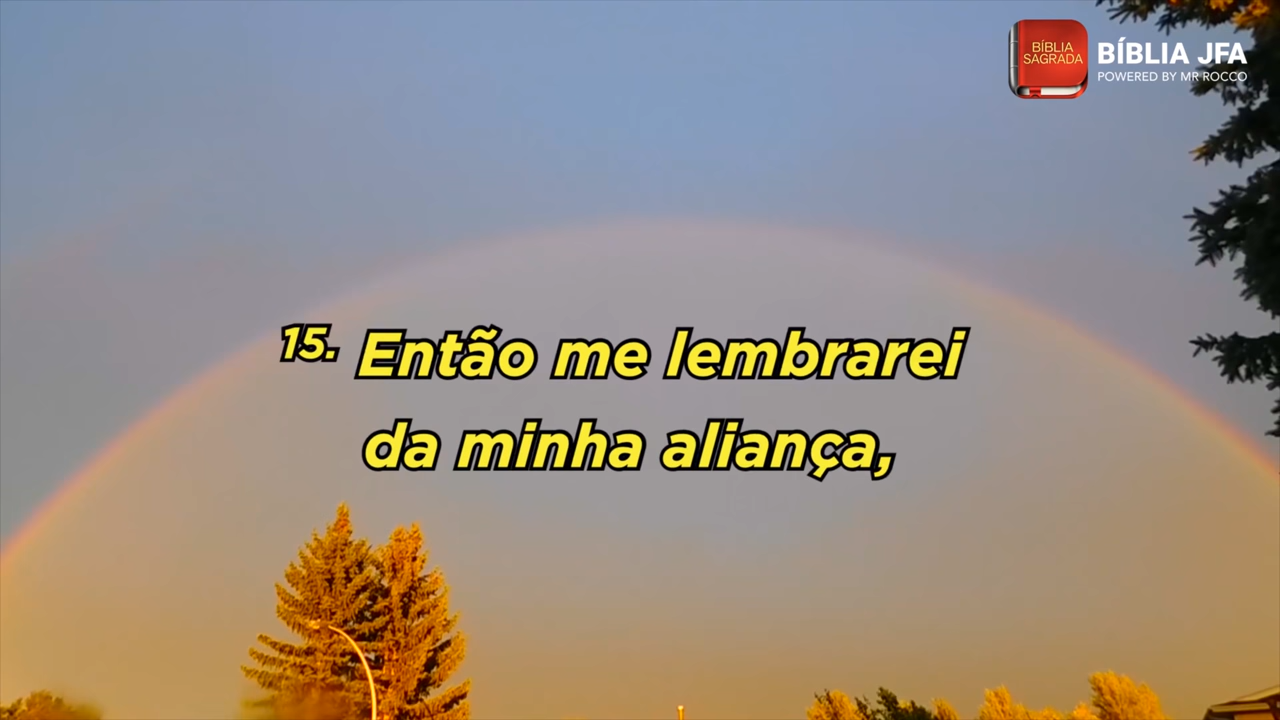 BÍBLIA
SAGRADA
BÍBLIA JFA
POWERED BY MR ROCCO
15. Então me lembrarei
da minha aliança,